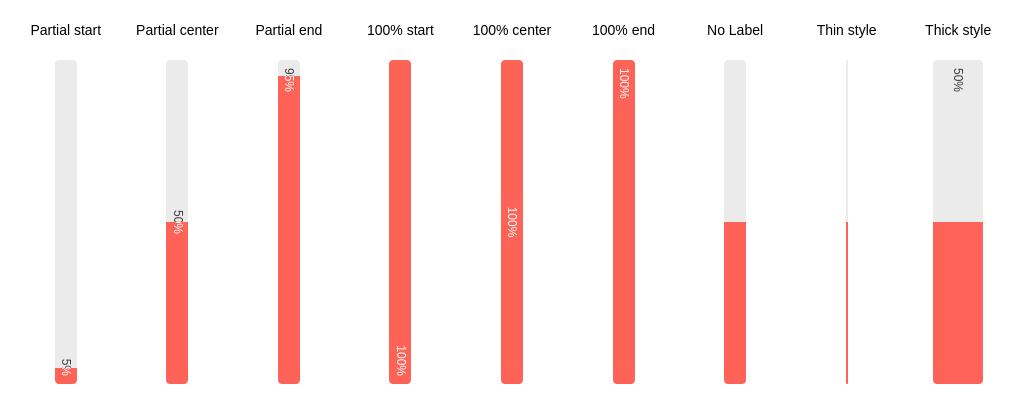 Partial start
Partial center
Partial end
100% start
100% center
100% end
No Label
Thin style
Thick style
5%
50%
95%
100%
100%
100%
50%